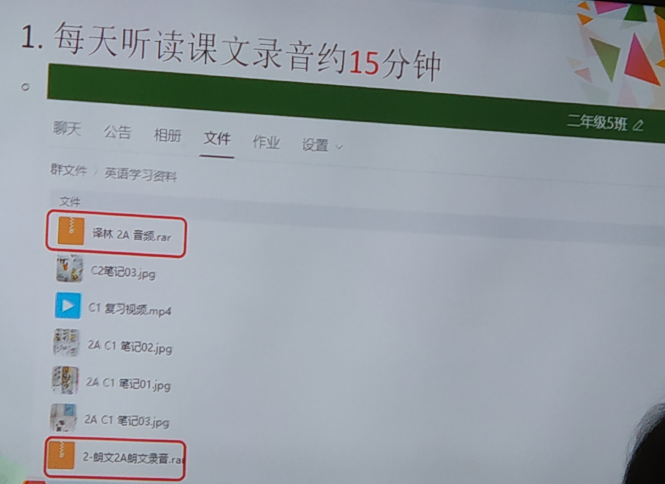 1. 每天听读课文录音约15分钟
二年级5班
聊天 公告 相册 文件 作业 设置
群文件 / 英语学习资料
文件
译林 2A 音频.rar
C2笔记03.jpg
C1 复习视频.mp4
2A C1 笔记02.jpg
2A C1 笔记01.jpg
2A C1 笔记03.jpg
2-朗文2A朗文录音.rar